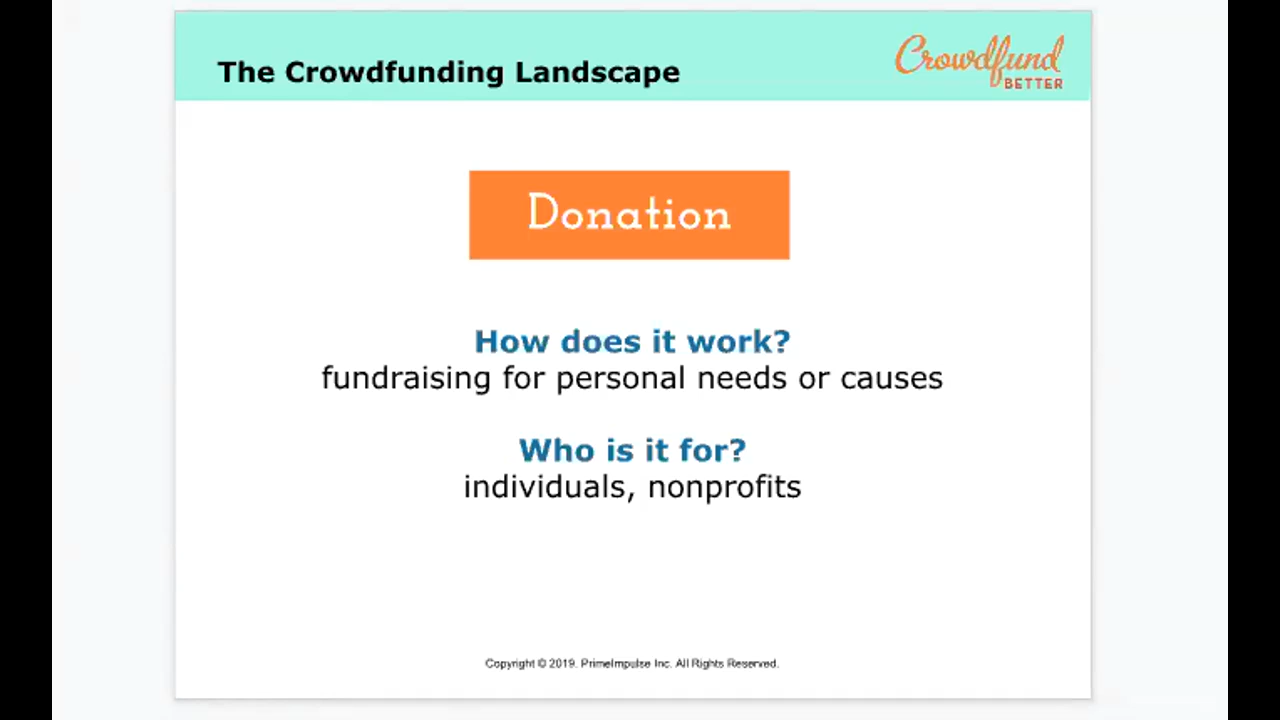 The Crowdfunding Landscape
Crowdfund
BETTER
Donation
How does it work?
fundraising for personal needs or causes
Who is it for?
individuals, nonprofits
Copyright © 2019. PrimeImpulse Inc. All Rights Reserved.